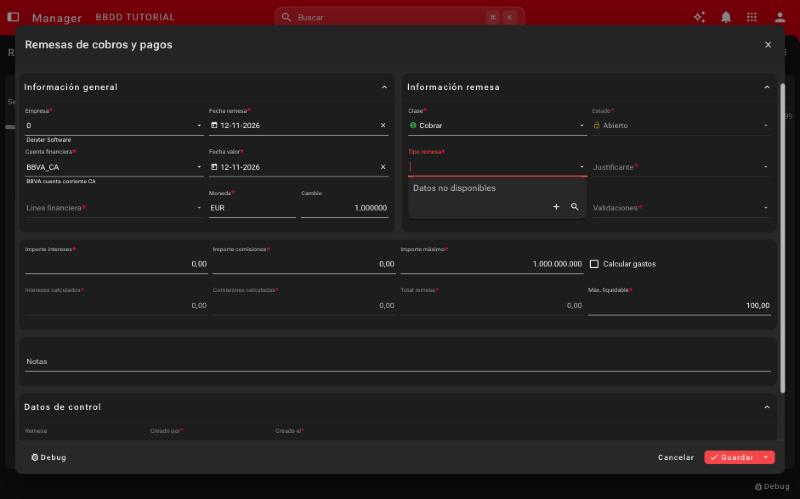 Manager BBDD TUTORIAL Buscar ⌘ K
Remesas de cobros y pagos
Información general
Información remesa
Empresa*
Fecha remesa*
Clase*
Estado*
0
12-11-2026
Cobrar
Abierto
Deister Software
Cuenta financiera*
Fecha valor*
Tipo remesa*
BBVA_CA
12-11-2026
Justificante*
BBVA cuenta corriente CA
Datos no disponibles
Línea financiera*
Moneda*
Cambio
EUR
1,000000
Validaciones*
Importe intereses*
Importe comisiones*
Importe máximo*
0,00
0,00
1.000.000.000
Calcular gastos
Intereses calculados*
Comisiones calculadas*
Total remesa*
Máx. liquidable*
0,00
0,00
0,00
100,00
Notas
Datos de control
Remesa
Creado por*
Creado el*
Debug
Cancelar
Guardar
Debug